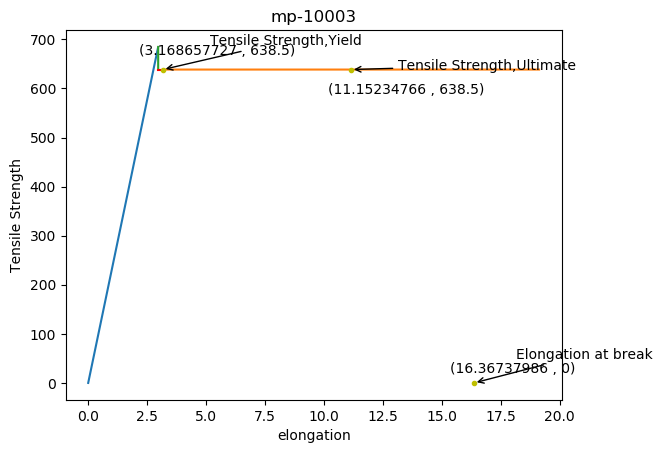 mp-10003
Tensile Strength,Yield
(3.168657727 , 638.5)
Tensile Strength,Ultimate
(11.15234766 , 638.5)
Elongation at break
(16.36737986 , 0)
700
600
500
400
300
200
100
0
Tensile Strength
0.0 2.5 5.0 7.5 10.0 12.5 15.0 17.5 20.0
elongation